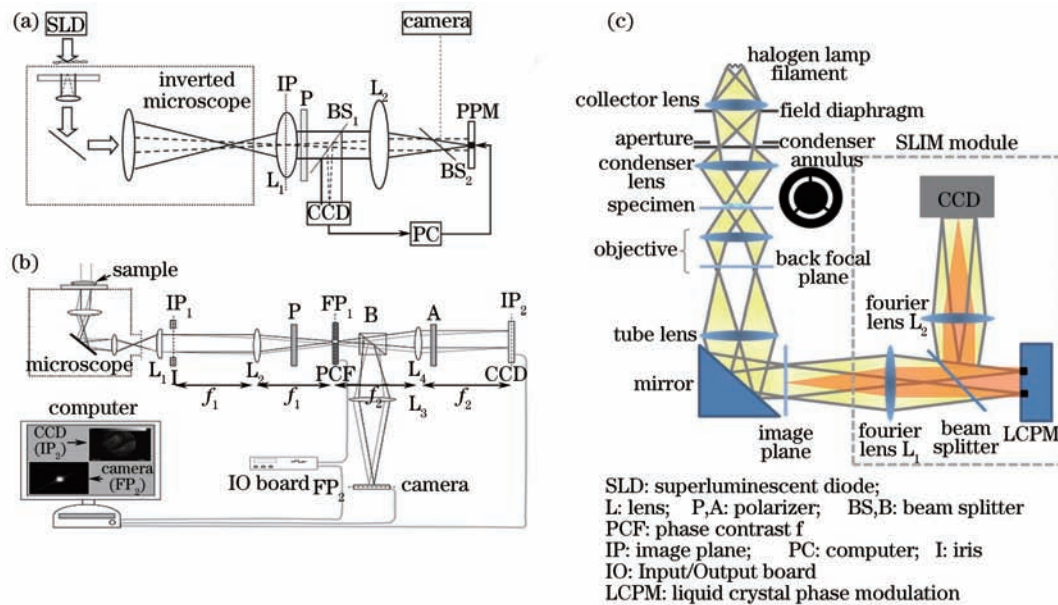 (a)
SLD
camera
inverted
microscope
IP
P
BS1
L2
PPM
L1
BS2
CCD
PC
(b)
sample
IP1
P
FP1
B
A
IP2
microscope
L1
I
L2
PCF
L4
CCD
f1
f1
f2
f2
L3
computer
CCD
(IP2)
camera
(FP2)
IO board
FP2
camera
(c)
halogen lamp
filament
collector lens
field diaphragm
aperture
condenser
annulus
condenser
lens
SLIM module
CCD
specimen
objective
back focal
plane
fourier
lens L2
tube lens
mirror
image
plane
fourier
lens L1
beam
splitter
LCPM
SLD: superluminescent diode;
L: lens; P,A: polarizer; BS,B: beam splitter
PCF: phase contrast f
IP: image plane; PC: computer; I: iris
IO: Input/Output board
LCPM: liquid crystal phase modulation